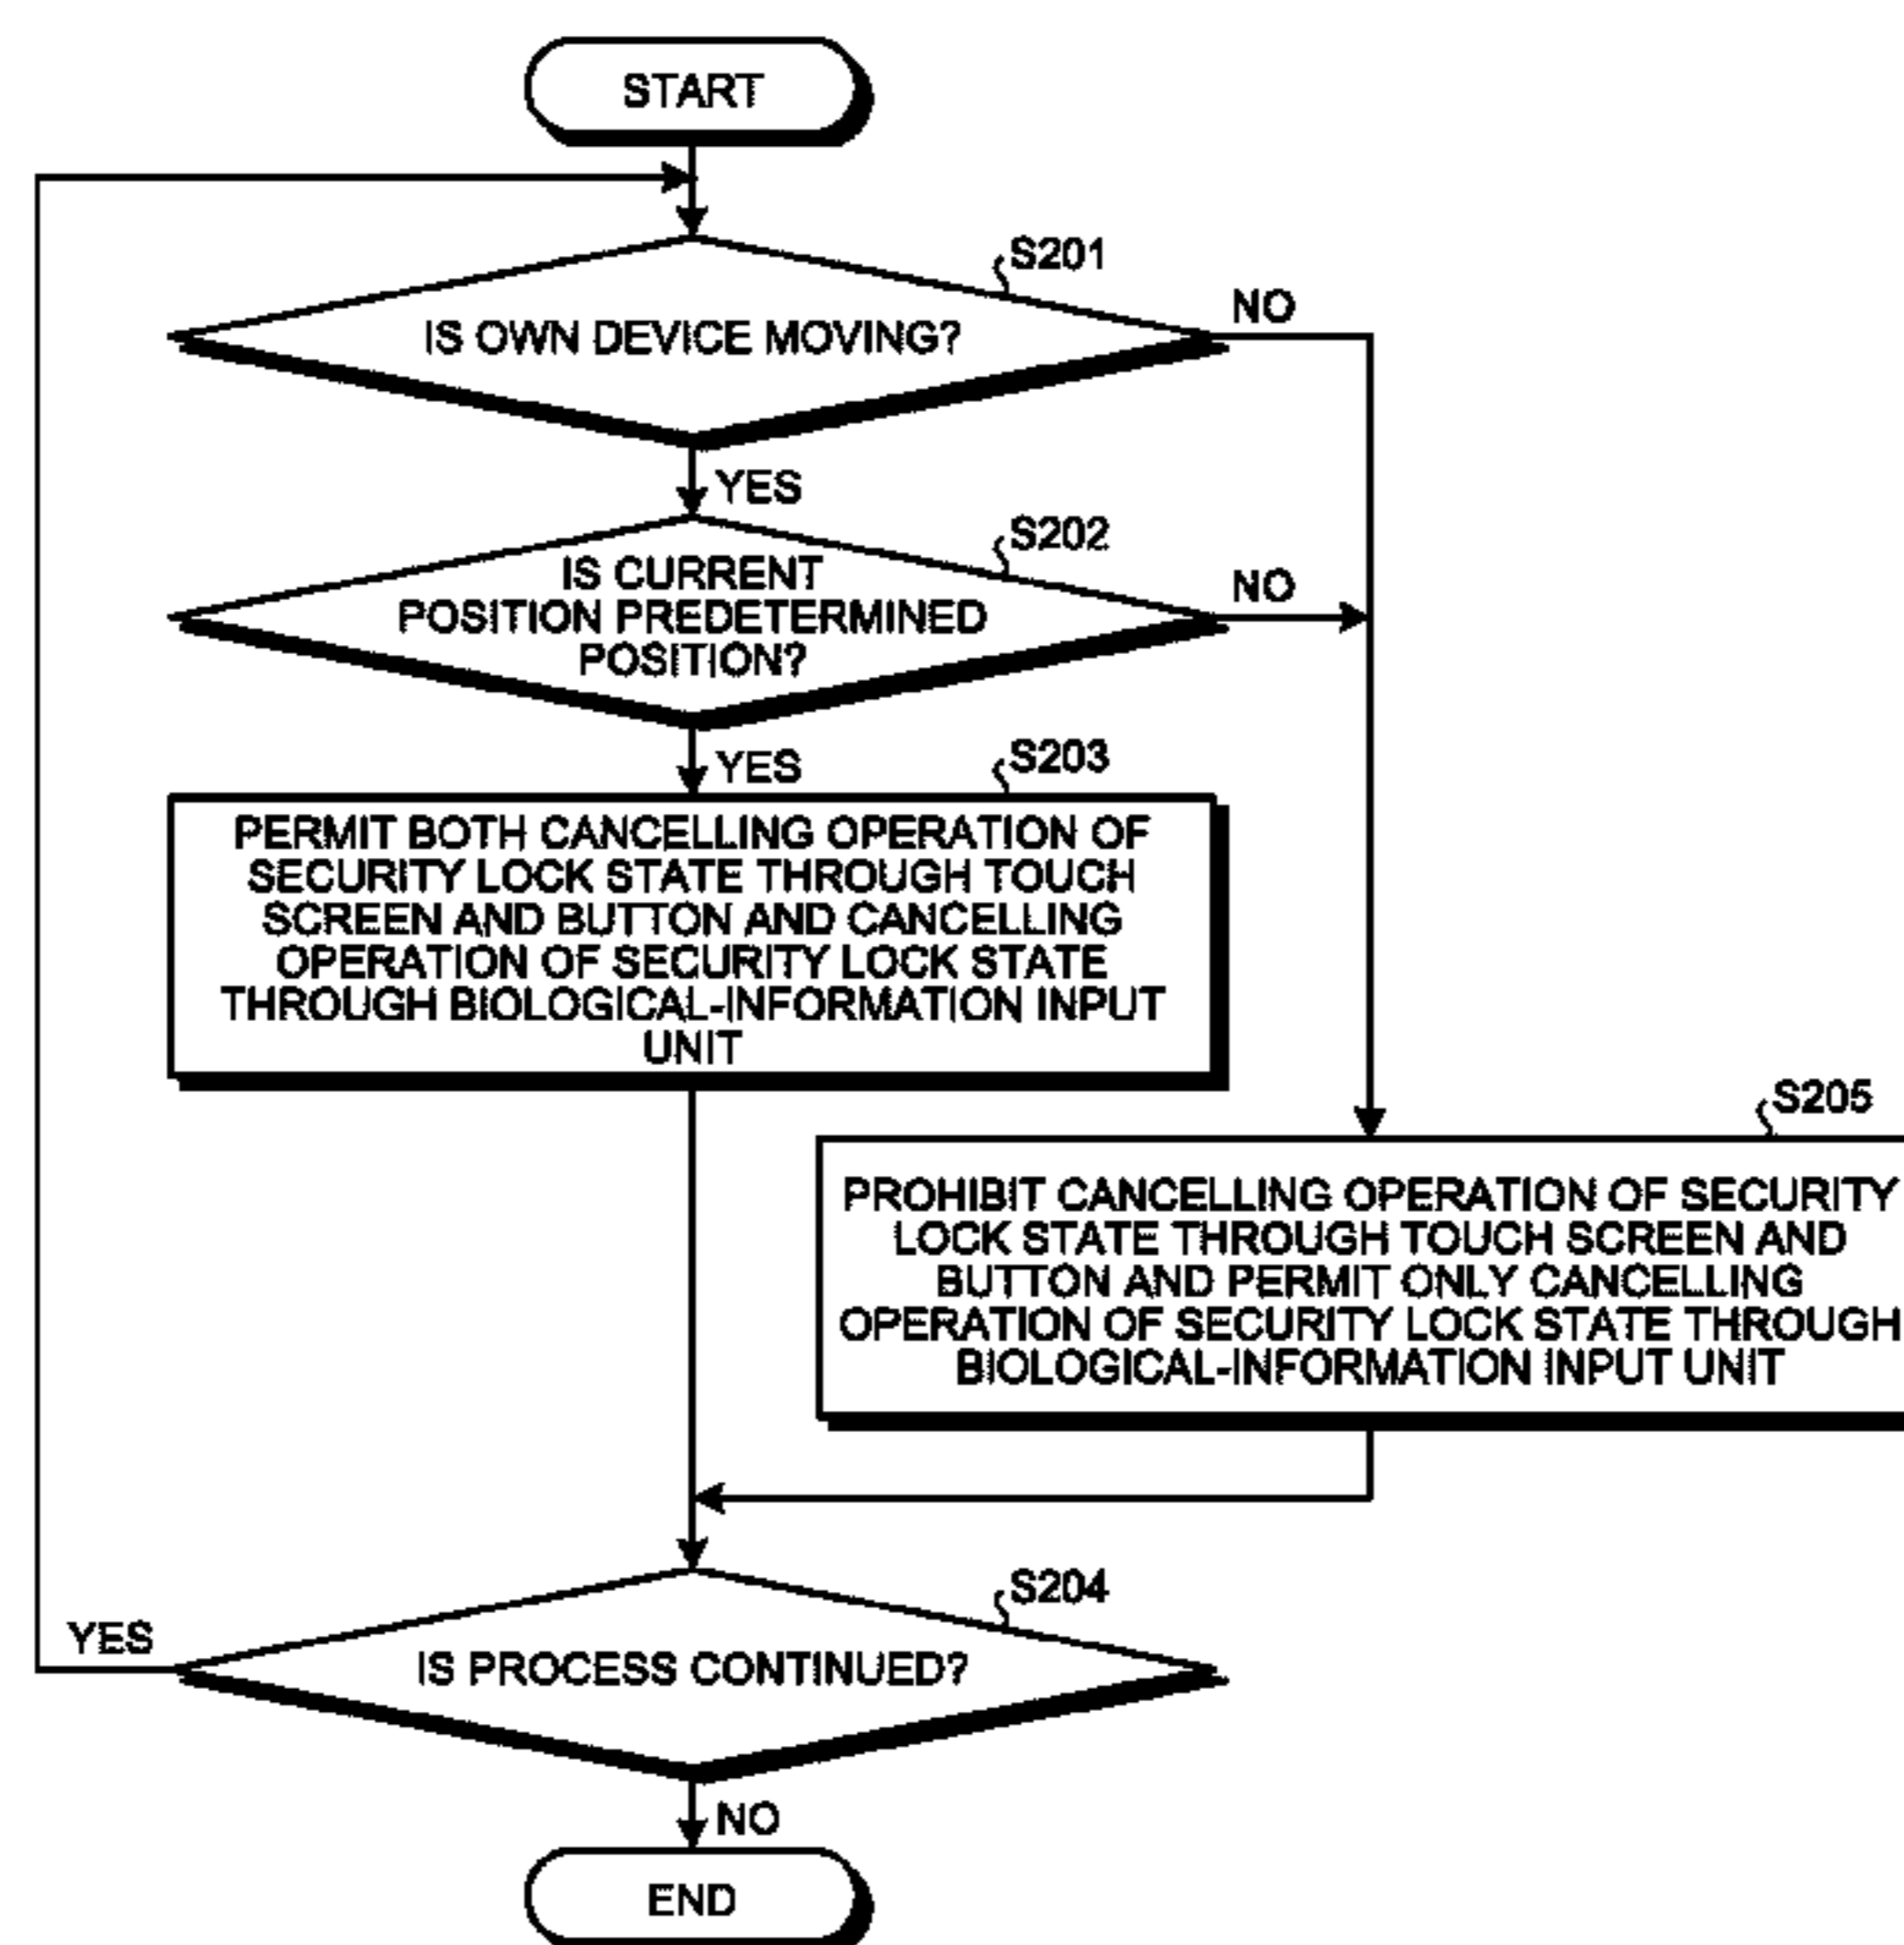 START
S201
IS OWN DEVICE MOVING?
NO
YES
S202
IS CURRENT
POSITION PREDETERMINED
POSITION?
NO
YES
S203
PERMIT BOTH CANCELLING OPERATION OF
SECURITY LOCK STATE THROUGH TOUCH
SCREEN AND BUTTON AND CANCELLING
OPERATION OF SECURITY LOCK STATE
THROUGH BIOLOGICAL-INFORMATION INPUT
UNIT
S205
PROHIBIT CANCELLING OPERATION OF SECURITY
LOCK STATE THROUGH TOUCH SCREEN AND
BUTTON AND PERMIT ONLY CANCELLING
OPERATION OF SECURITY LOCK STATE THROUGH
BIOLOGICAL-INFORMATION INPUT UNIT
S204
YES
IS PROCESS CONTINUED?
NO
END